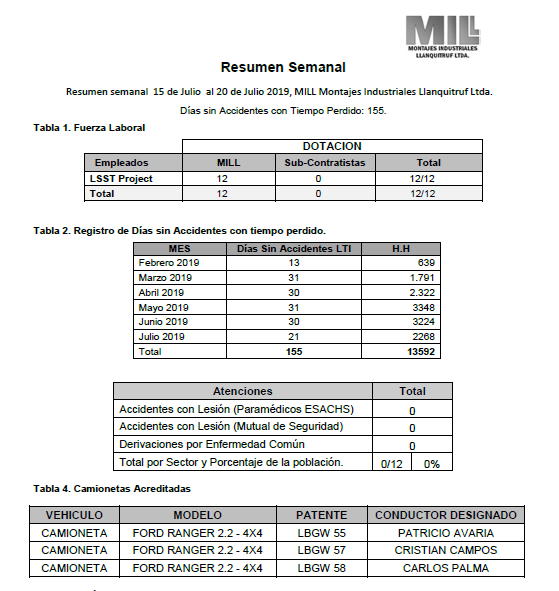 MILL
MONTAJES INDUSTRIALES
LLANQUITRUF LTDA.
Resumen Semanal
Resumen semanal 15 de Julio al 20 de Julio 2019, MILL Montajes Industriales Llanquitruf Ltda.
Días sin Accidentes con Tiempo Perdido: 155.
Tabla 1. Fuerza Laboral
DOTACION
Empleados MILL Sub-Contratistas Total
LSST Project 12 0 12/12
Total 12 0 12/12
Tabla 2. Registro de Días sin Accidentes con tiempo perdido.
MES Días Sin Accidentes LTI H.H
Febrero 2019 13 639
Marzo 2019 31 1.791
Abril 2019 30 2.322
Mayo 2019 31 3348
Junio 2019 30 3224
Julio 2019 21 2268
Total 155 13592
Atenciones Total
Accidentes con Lesión (Paramédicos ESACHS) 0
Accidentes con Lesión (Mutual de Seguridad) 0
Derivaciones por Enfermedad Común 0
Total por Sector y Porcentaje de la población. 0/12 0%
Tabla 4. Camionetas Acreditadas
VEHICULO MODELO PATENTE CONDUCTOR DESIGNADO
CAMIONETA FORD RANGER 2.2 - 4X4 LBGW 55 PATRICIO AVARIA
CAMIONETA FORD RANGER 2.2 - 4X4 LBGW 57 CRISTIAN CAMPOS
CAMIONETA FORD RANGER 2.2 - 4X4 LBGW 58 CARLOS PALMA